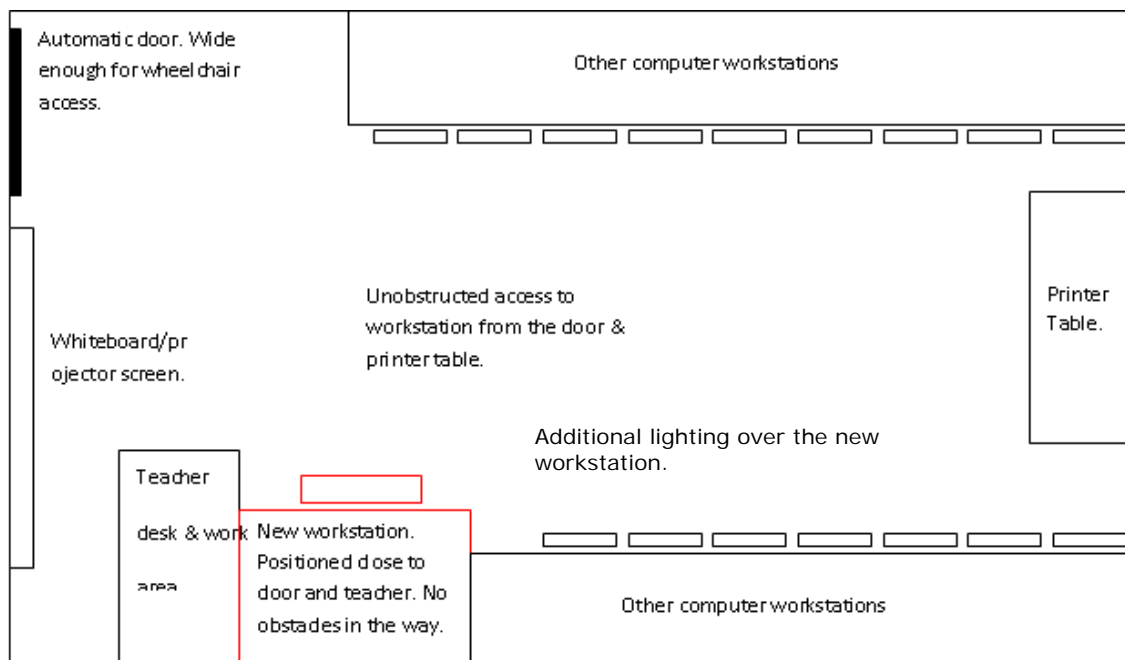 Automatic door. Wide
enough for wheelchair
access.
Other computer workstations
Unobstructed access to
workstation from the door &
printer table.
Printer
Table.
Whiteboard/pr
ojector screen.
Additional lighting over the new
workstation.
Teacher
desk & work
area
New workstation.
Positioned close to
door and teacher. No
obstacles in the way.
Other computer workstations